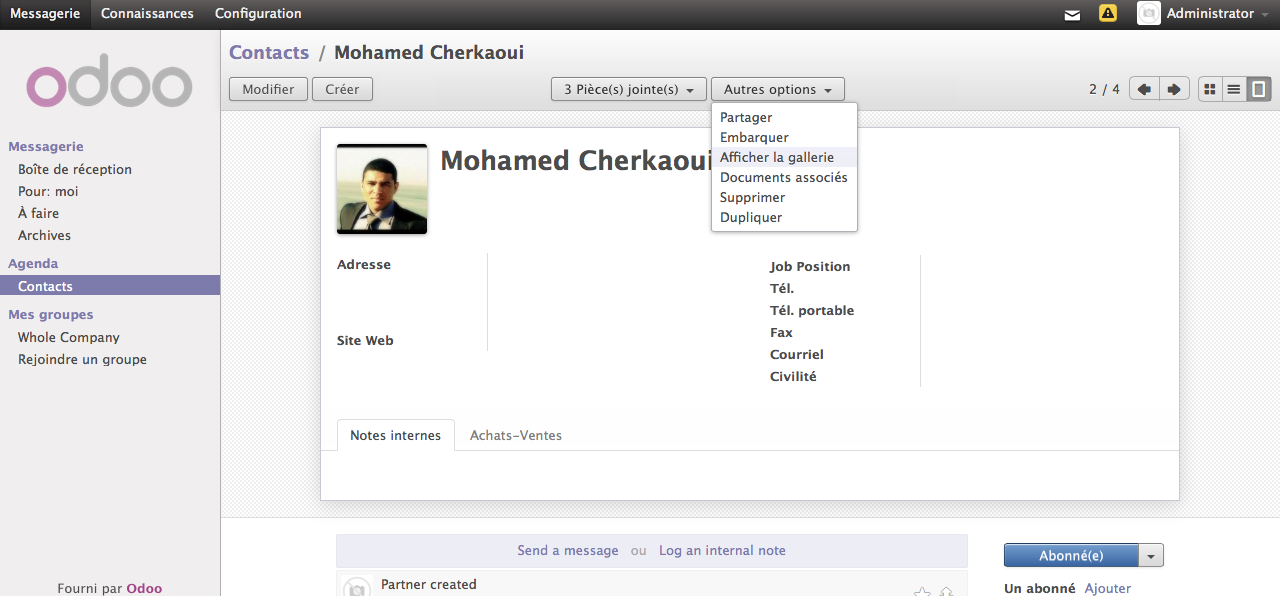 Messagerie Connaissances Configuration Administrator
odoo
Contacts / Mohamed Cherkaoui
Modifier Créer 3 Pièce(s) jointe(s) Autres options 2 / 4
Partager
Embarquer
Afficher la gallerie
Documents associés
Supprimer
Dupliquer
Messagerie
Boîte de réception
Pour: moi
À faire
Archives
Agenda
Contacts
Mes groupes
Whole Company
Rejoindre un groupe
Fourni par Odoo
Mohamed Cherkaoui
Adresse
Site Web
Job Position
Tél.
Tél. portable
Fax
Courriel
Civilité
Notes internes Achats-Ventes
Send a message ou Log an internal note
Partner created
Abonné(e)
Un abonné Ajouter